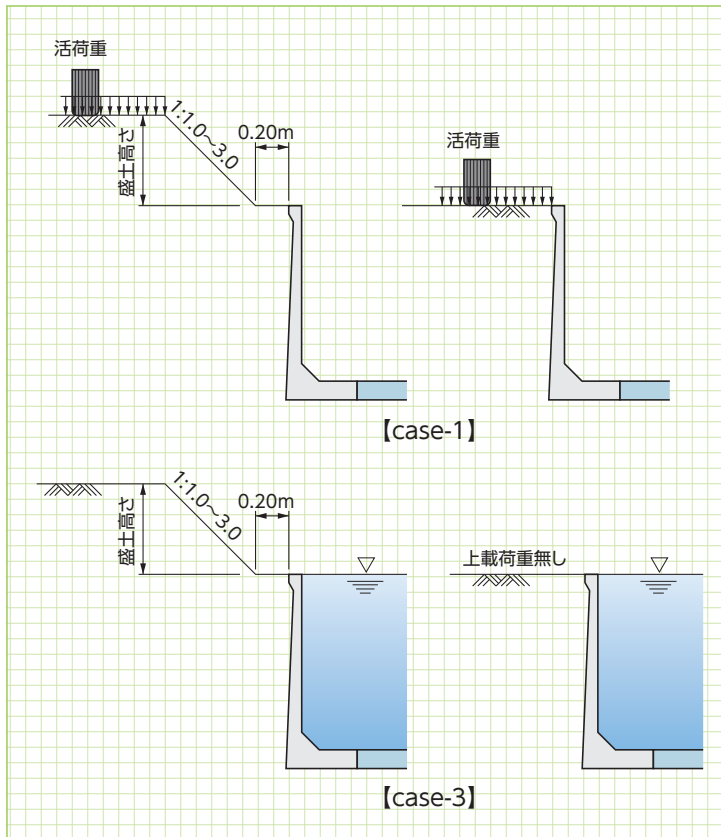 活荷重
1:1.0～3.0
0.20m
盛土高さ
活荷重
【case-1】
1:1.0～3.0
0.20m
盛土高さ
上載荷重無し
【case-3】